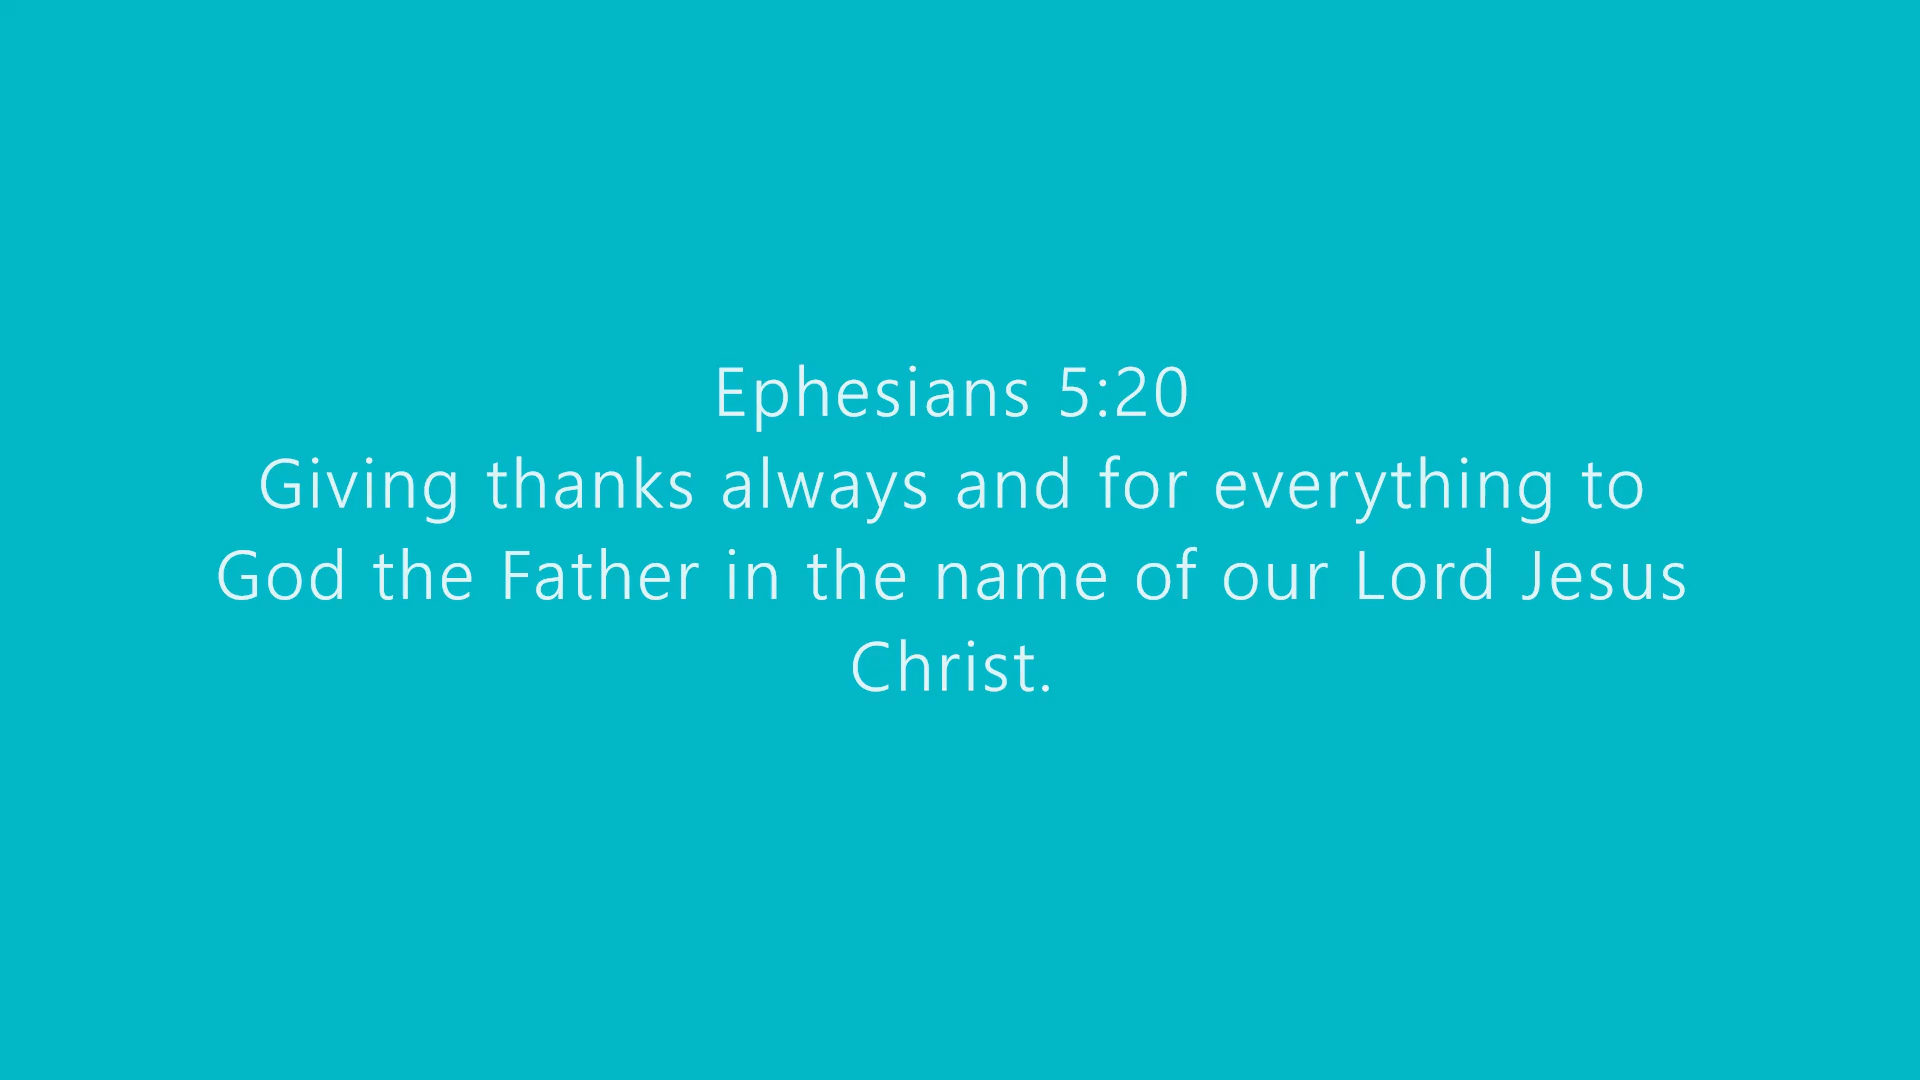 Ephesians 5:20
Giving thanks always and for everything to
God the Father in the name of our Lord Jesus
Christ.